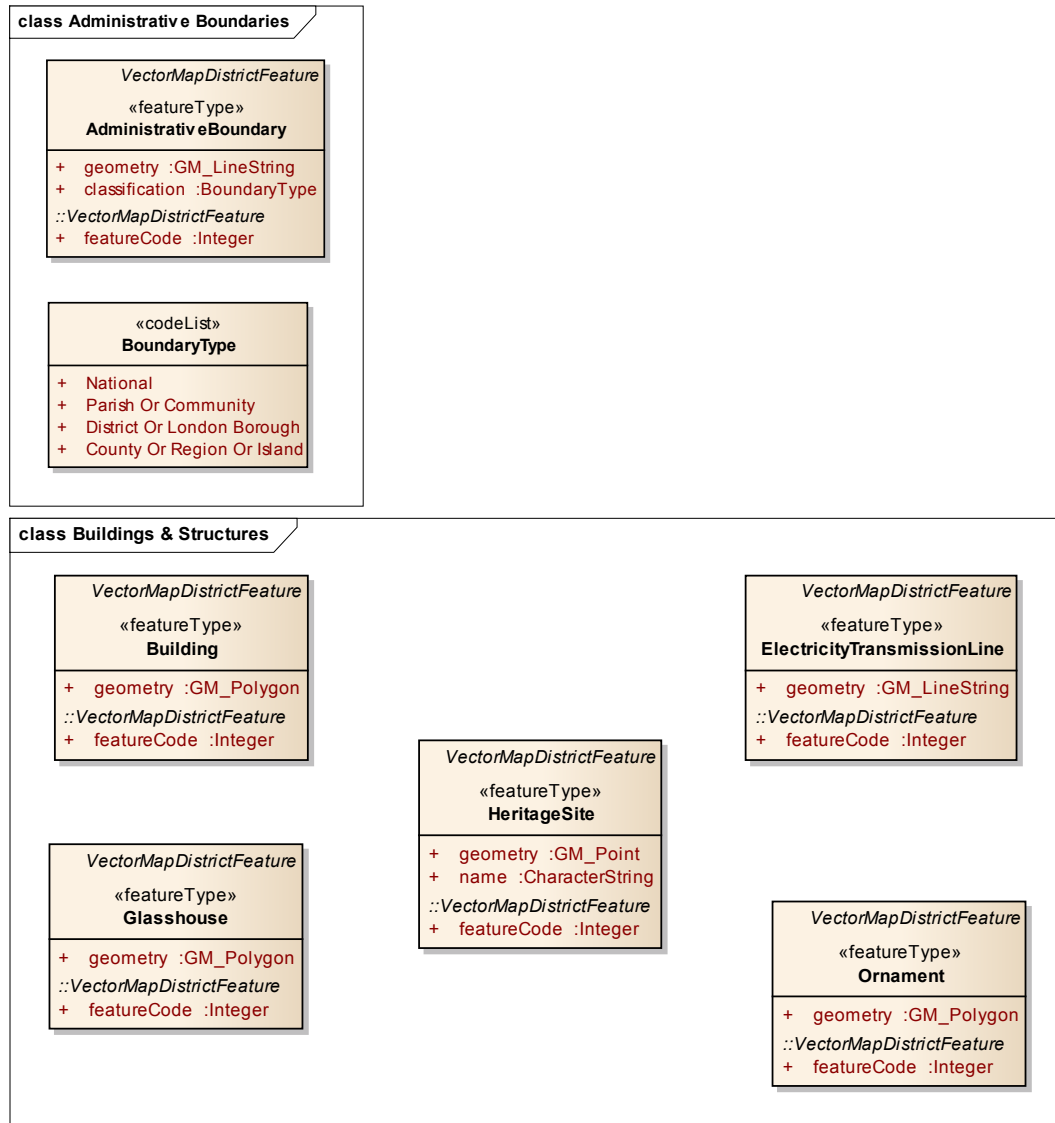 class Administrative Boundaries
VectorMapDistrictFeature
«featureType»
AdministrativeBoundary
+ geometry :GM_LineString
+ classification :BoundaryType
::VectorMapDistrictFeature
+ featureCode :Integer
«codeList»
BoundaryType
+ National
+ Parish Or Community
+ District Or London Borough
+ County Or Region Or Island
class Buildings & Structures
VectorMapDistrictFeature
«featureType»
Building
+ geometry :GM_Polygon
::VectorMapDistrictFeature
+ featureCode :Integer
VectorMapDistrictFeature
«featureType»
ElectricityTransmissionLine
+ geometry :GM_LineString
::VectorMapDistrictFeature
+ featureCode :Integer
VectorMapDistrictFeature
«featureType»
HeritageSite
+ geometry :GM_Point
+ name :CharacterString
::VectorMapDistrictFeature
+ featureCode :Integer
VectorMapDistrictFeature
«featureType»
Glasshouse
+ geometry :GM_Polygon
::VectorMapDistrictFeature
+ featureCode :Integer
VectorMapDistrictFeature
«featureType»
Ornament
+ geometry :GM_Polygon
::VectorMapDistrictFeature
+ featureCode :Integer